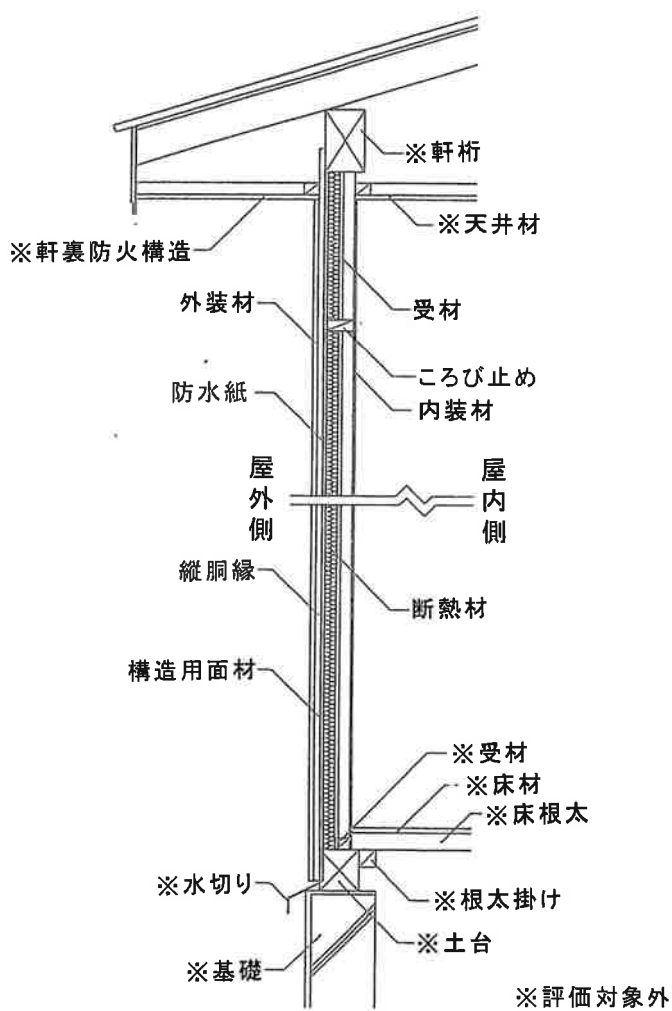 ※軒桁
※天井材
※軒裏防火構造
外装材
受材
ころび止め
防水紙
内装材
屋外側
屋内側
縦胴縁
断熱材
構造用面材
※受材
※床材
※床根太
※水切り
※根太掛け
※土台
※基礎
※評価対象外